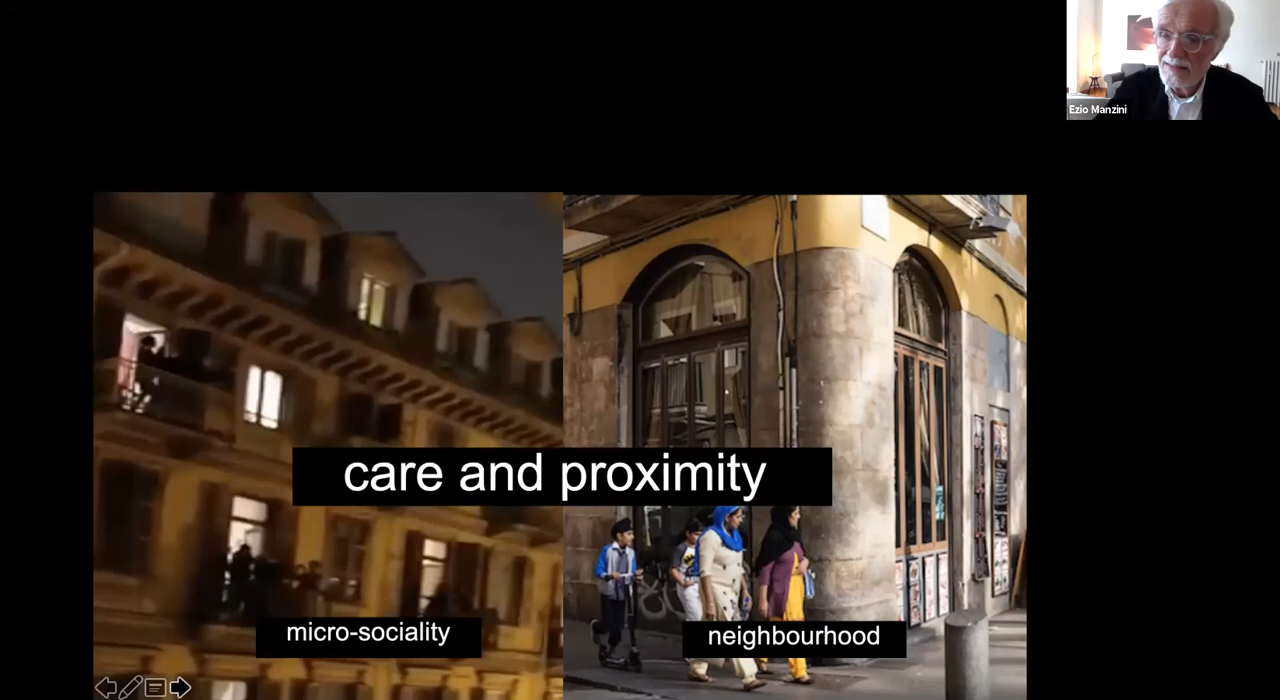 Ezio Manzini
care and proximity
micro-sociality
neighbourhood